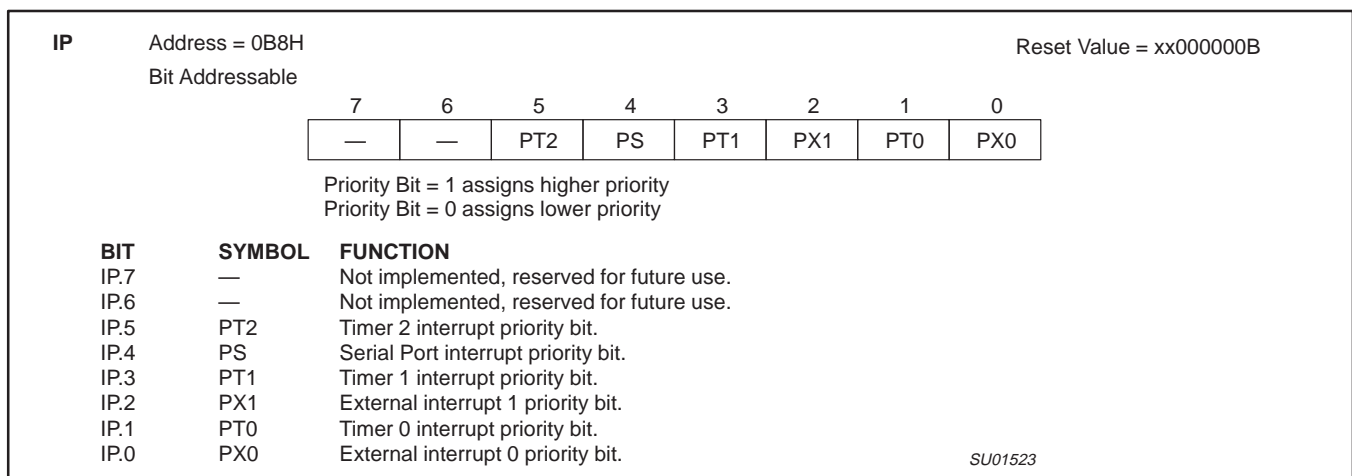 IP Address = 0B8H Reset Value = xx000000B
Bit Addressable
7 6 5 4 3 2 1 0
— — PT2 PS PT1 PX1 PT0 PX0
Priority Bit = 1 assigns higher priority
Priority Bit = 0 assigns lower priority
BIT SYMBOL FUNCTION
IP.7 — Not implemented, reserved for future use.
IP.6 — Not implemented, reserved for future use.
IP.5 PT2 Timer 2 interrupt priority bit.
IP.4 PS Serial Port interrupt priority bit.
IP.3 PT1 Timer 1 interrupt priority bit.
IP.2 PX1 External interrupt 1 priority bit.
IP.1 PT0 Timer 0 interrupt priority bit.
IP.0 PX0 External interrupt 0 priority bit.
SU01523